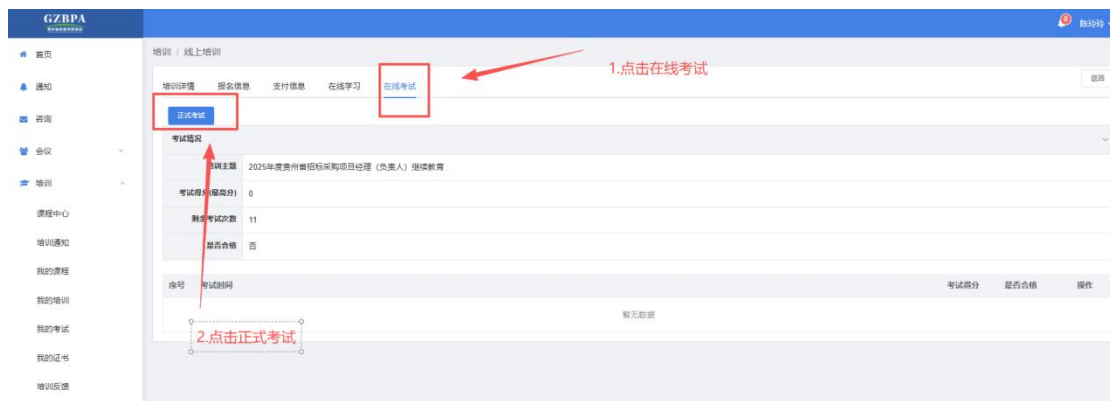 GZBPA
陈玲玲
首页
培训 / 线上培训
1.点击在线考试
通知
培训详情 报名信息 支付信息 在线学习 在线考试
返回
咨询
正式考试
会议
考试情况
培训主题 2025年度贵州省招标采购项目经理（负责人）继续教育
培训
考试得分(最高分) 0
课程中心
剩余考试次数 11
培训通知
是否合格 否
我的课程
序号 考试时间 考试得分 是否合格 操作
我的培训
暂无数据
我的考试
2.点击正式考试
我的证书
培训反馈